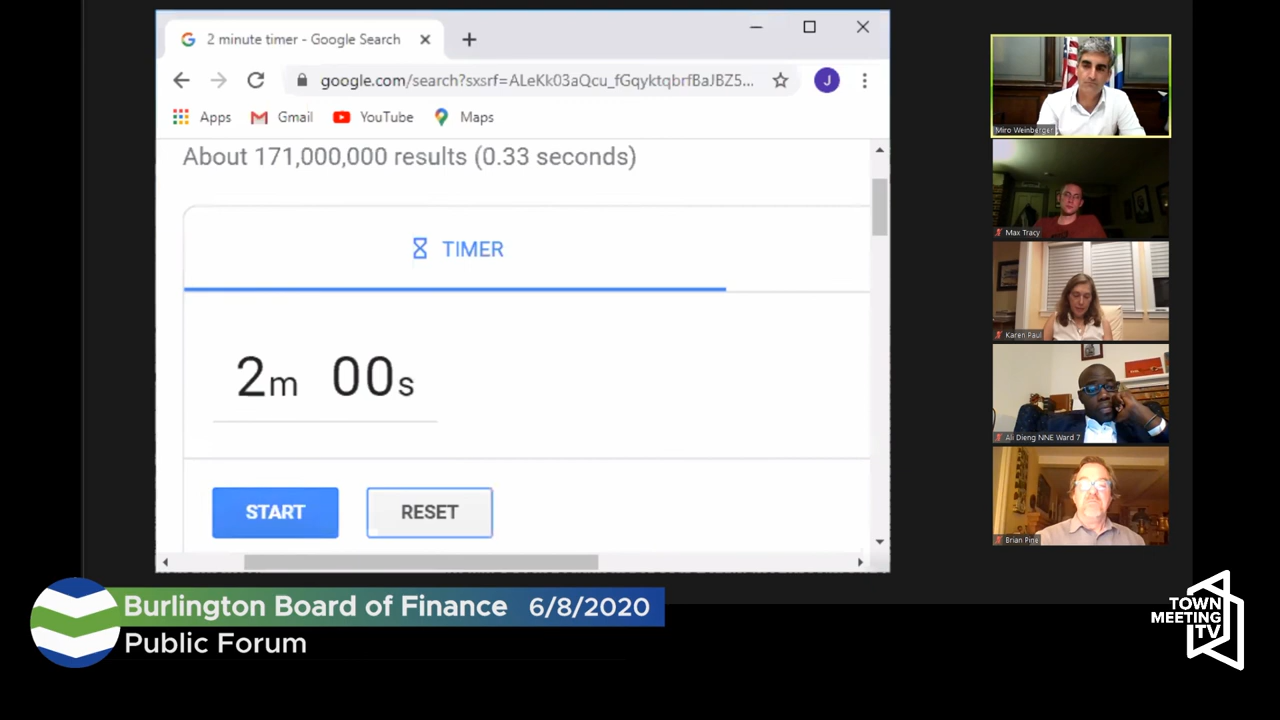 2 minute timer - Google Search
google.com/search?sxsrf=ALeKk03aQcu_fGqyktqbrfBaJBZ5...
J
Apps Gmail YouTube Maps
About 171,000,000 results (0.33 seconds)
TIMER
2m 00s
START RESET
Miro Weinberger
Max Tracy
Karen Paul
Ali Dieng NNE Ward 7
Brian Pine
Burlington Board of Finance 6/8/2020
Public Forum
TOWN
MEETING
TV